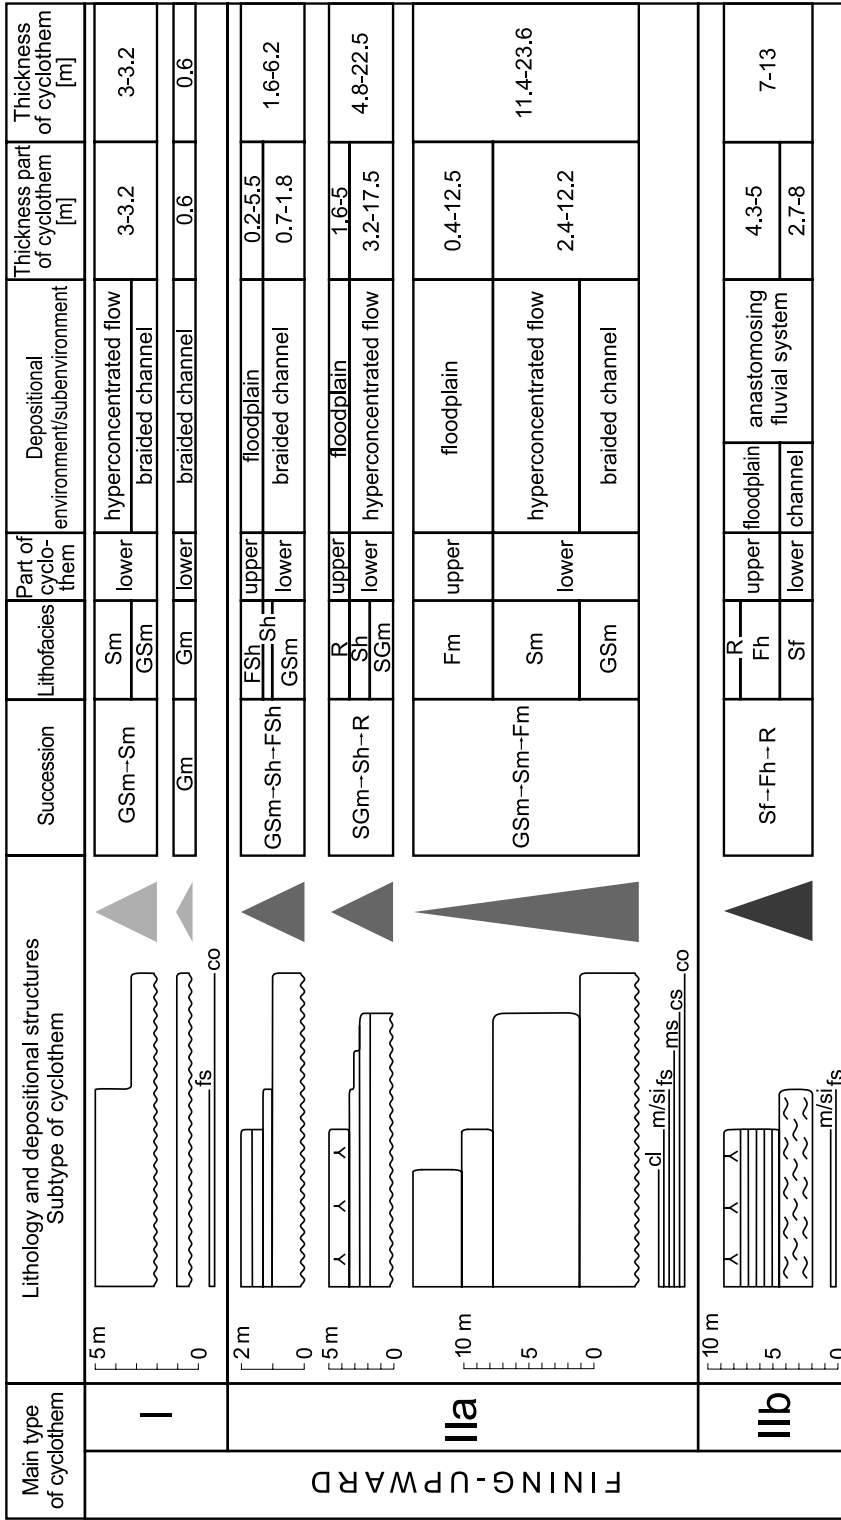 Main type
of cyclothem
Lithology and depositional structures
Subtype of cyclothem
Succession
Lithofacies
Part of
cyclo-
them
Depositional
environment/subenvironment
Thickness part
of cyclothem
[m]
Thickness
of cyclothem
[m]
FINING-UPWARD
I
5 m
0
fs
co
GSm→Sm
Sm
GSm
lower
hyperconcentrated flow
braided channel
3-3.2
3-3.2
Gm
Gm
lower
braided channel
0.6
0.6
IIa
2 m
0
GSm→Sh→FSh
FSh
Sh
GSm
upper
lower
floodplain
braided channel
0.2-5.5
0.7-1.8
1.6-6.2
5 m
0
SGm→Sh→R
R
Sh
SGm
upper
lower
floodplain
hyperconcentrated flow
1.6-5
3.2-17.5
4.8-22.5
10 m
5
0
GSm→Sm→Fm
Fm
Sm
GSm
upper
lower
floodplain
hyperconcentrated flow
braided channel
0.4-12.5
2.4-12.2
11.4-23.6
cl
m/si
fs
ms
cs
co
IIb
10 m
5
0
Sf→Fh→R
R
Fh
Sf
upper
lower
floodplain
channel
anastomosing
fluvial system
4.3-5
2.7-8
7-13
m/si
fs